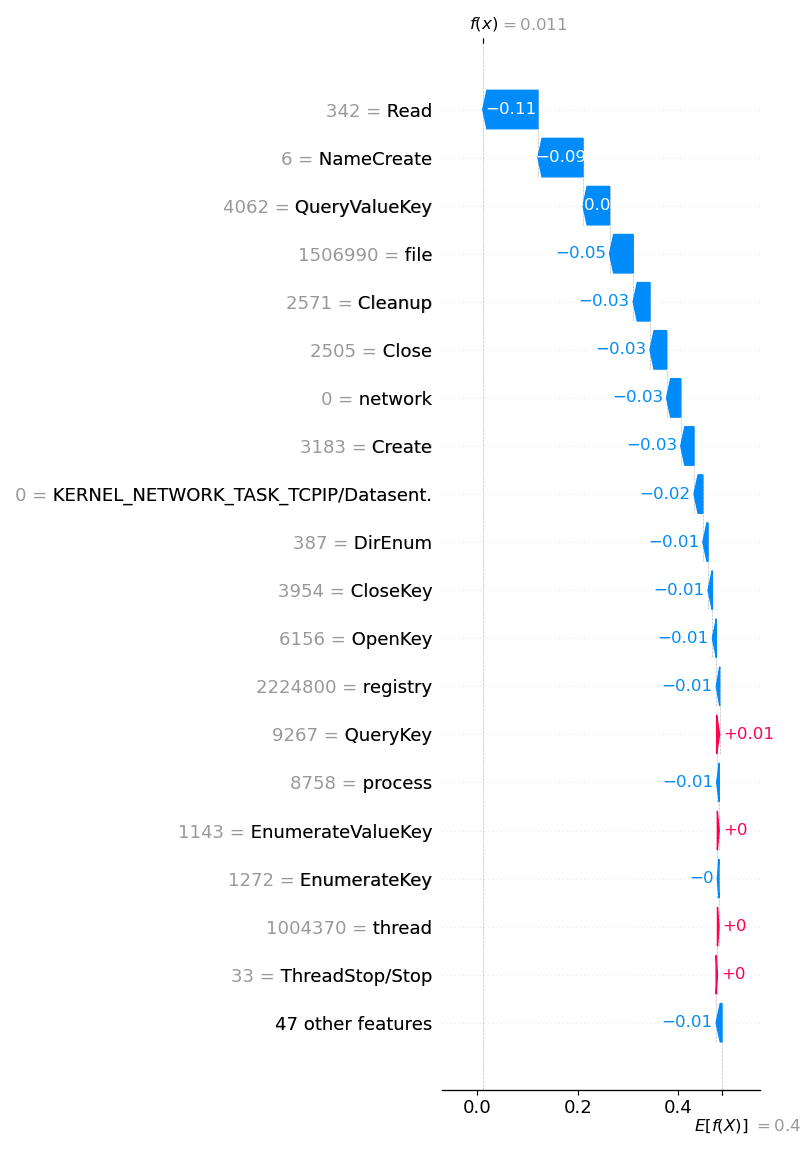 f(x) = 0.011
342 = Read −0.11
6 = NameCreate −0.09
4062 = QueryValueKey 0.0
1506990 = file −0.05
2571 = Cleanup −0.03
2505 = Close −0.03
0 = network −0.03
3183 = Create −0.03
0 = KERNEL_NETWORK_TASK_TCPIP/Datasent. −0.02
387 = DirEnum −0.01
3954 = CloseKey −0.01
6156 = OpenKey −0.01
2224800 = registry −0.01
9267 = QueryKey +0.01
8758 = process −0.01
1143 = EnumerateValueKey +0
1272 = EnumerateKey −0
1004370 = thread +0
33 = ThreadStop/Stop +0
47 other features −0.01
0.0 0.2 0.4
E[f(X)] = 0.4